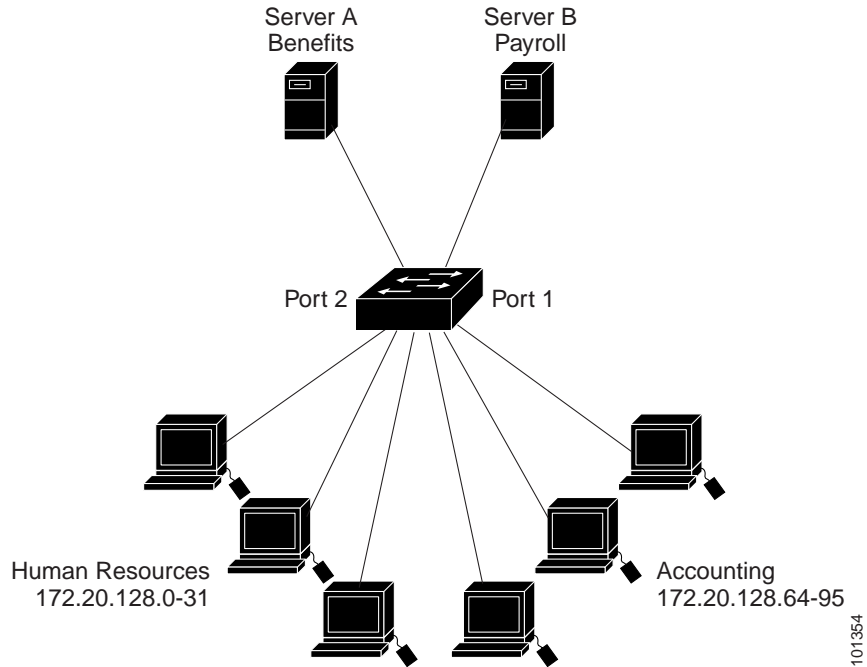 Server A
Benefits
Server B
Payroll
Port 2
Port 1
Human Resources
172.20.128.0-31
Accounting
172.20.128.64-95
101354